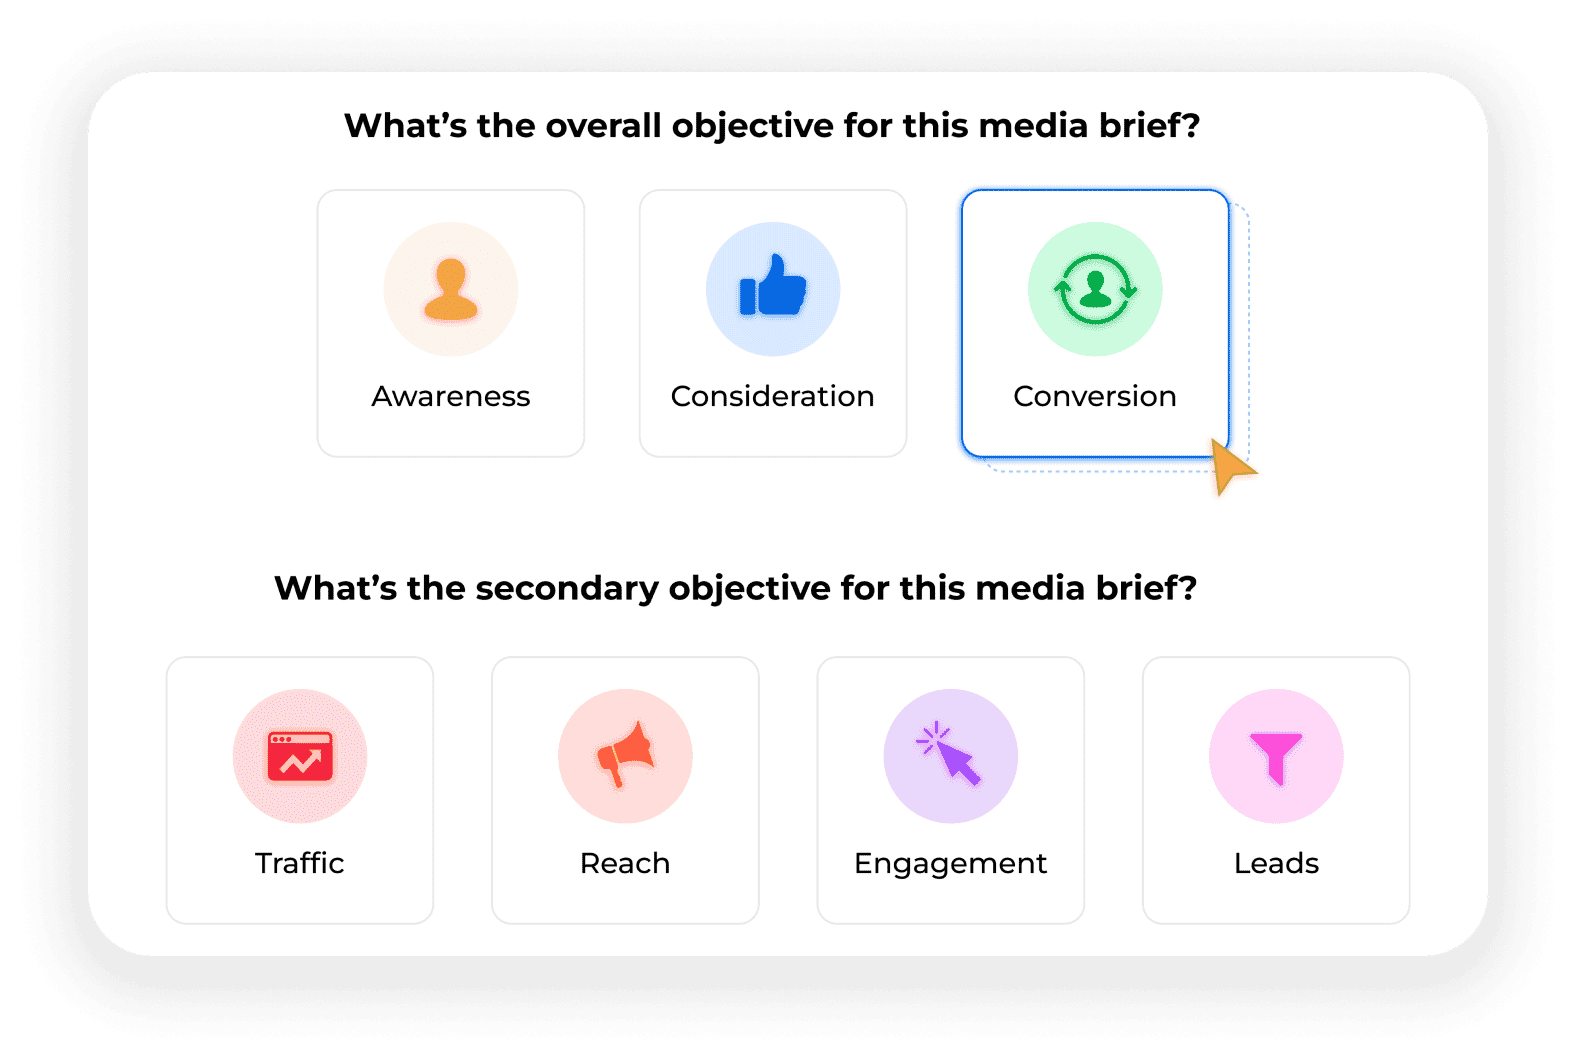 What’s the overall objective for this media brief?
Awareness
Consideration
Conversion
What’s the secondary objective for this media brief?
Traffic
Reach
Engagement
Leads